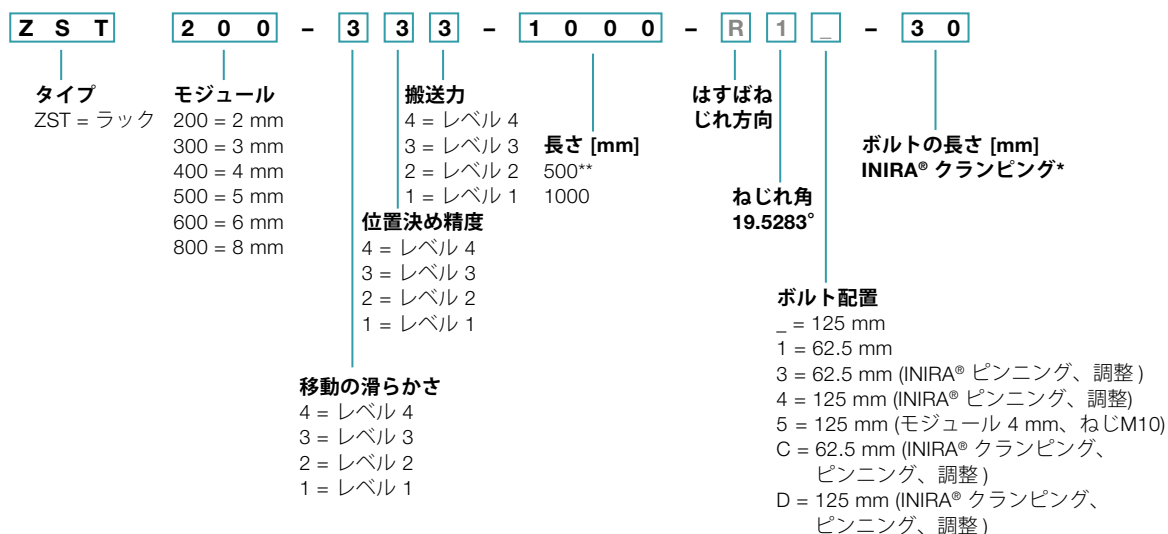 Z S T 2 0 0 – 3 3 3 – 1 0 0 0 – R 1 _ – 3 0
タイプ
ZST = ラック
モジュール
200 = 2 mm
300 = 3 mm
400 = 4 mm
500 = 5 mm
600 = 6 mm
800 = 8 mm
搬送力
4 = レベル 4
3 = レベル 3
2 = レベル 2
1 = レベル 1
長さ [mm]
500**
1000
はすばね
じれ方向
ボルトの長さ [mm]
INIRA® クランピング*
ねじれ角
19.5283°
位置決め精度
4 = レベル 4
3 = レベル 3
2 = レベル 2
1 = レベル 1
ボルト配置
_ = 125 mm
1 = 62.5 mm
3 = 62.5 mm (INIRA® ピンニング、調整 )
4 = 125 mm (INIRA® ピンニング、調整)
5 = 125 mm (モジュール 4 mm、ねじM10)
C = 62.5 mm (INIRA® クランピング、
ピンニング、調整 )
D = 125 mm (INIRA® クランピング、
ピンニング、調整 )
移動の滑らかさ
4 = レベル 4
3 = レベル 3
2 = レベル 2
1 = レベル 1